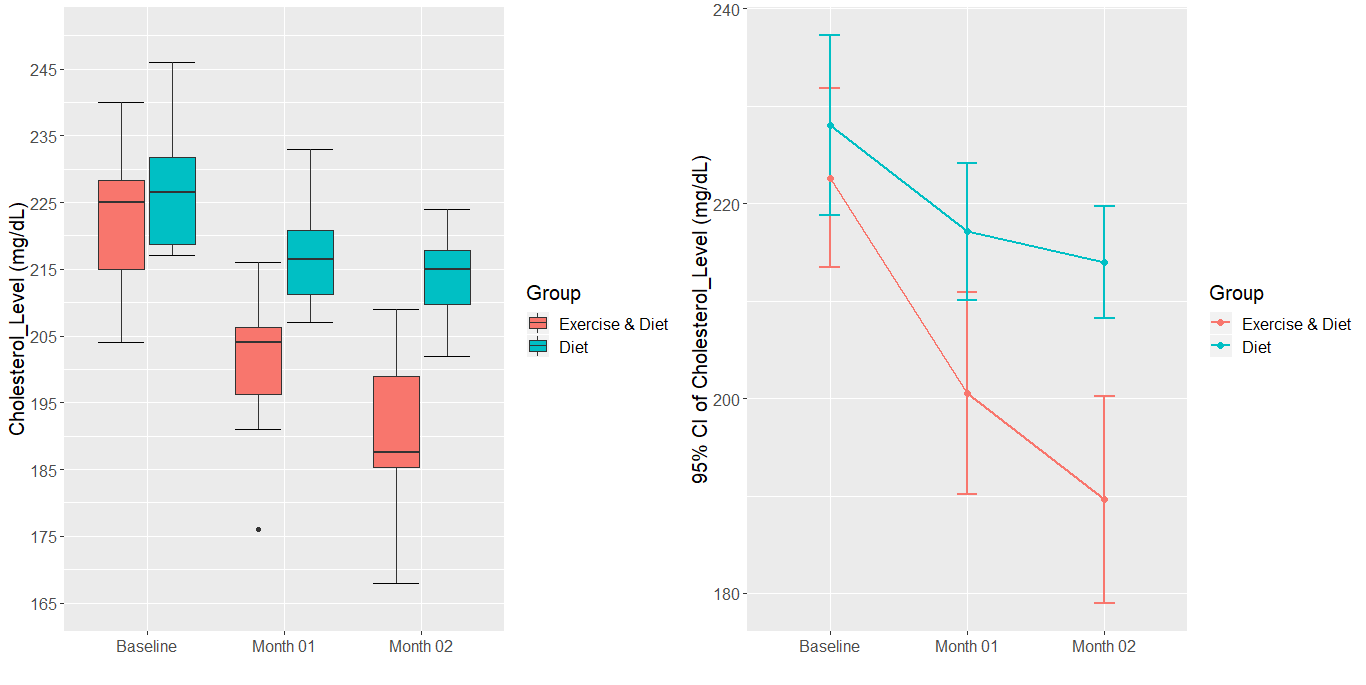 Cholesterol_Level (mg/dL)
245
235
225
215
205
195
185
175
165
Baseline
Month 01
Month 02
Group
Exercise & Diet
Diet
95% CI of Cholesterol_Level (mg/dL)
240
220
200
180
Baseline
Month 01
Month 02
Group
Exercise & Diet
Diet